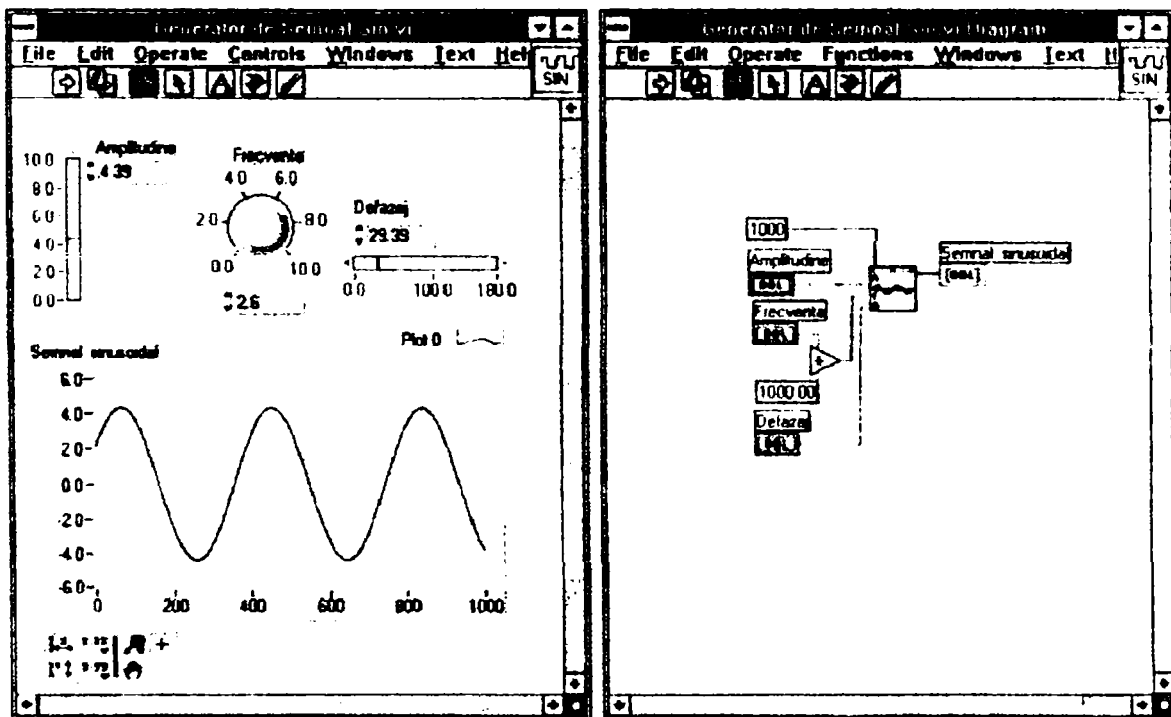 Generator de Semnal Sin.vi
File Edit Operate Controls Windows Text Hel
SIN
Amplitudine
4.39
10.0
8.0
6.0
4.0
2.0
0.0
Frecventa
4.0 6.0
2.0 8.0
0.0 10.0
2.6
Defazaj
29.39
0.0 100.0 180.0
Plot 0
Semnal sinusoidal
6.0
4.0
2.0
0.0
-2.0
-4.0
-6.0
0 200 400 600 800 1000
Generator de Semnal Sin.vi Diagram
File Edit Operate Functions Windows Text H
SIN
1000
Amplitudine
Frecventa
1000.00
Defazaj
Semnal sinusoidal